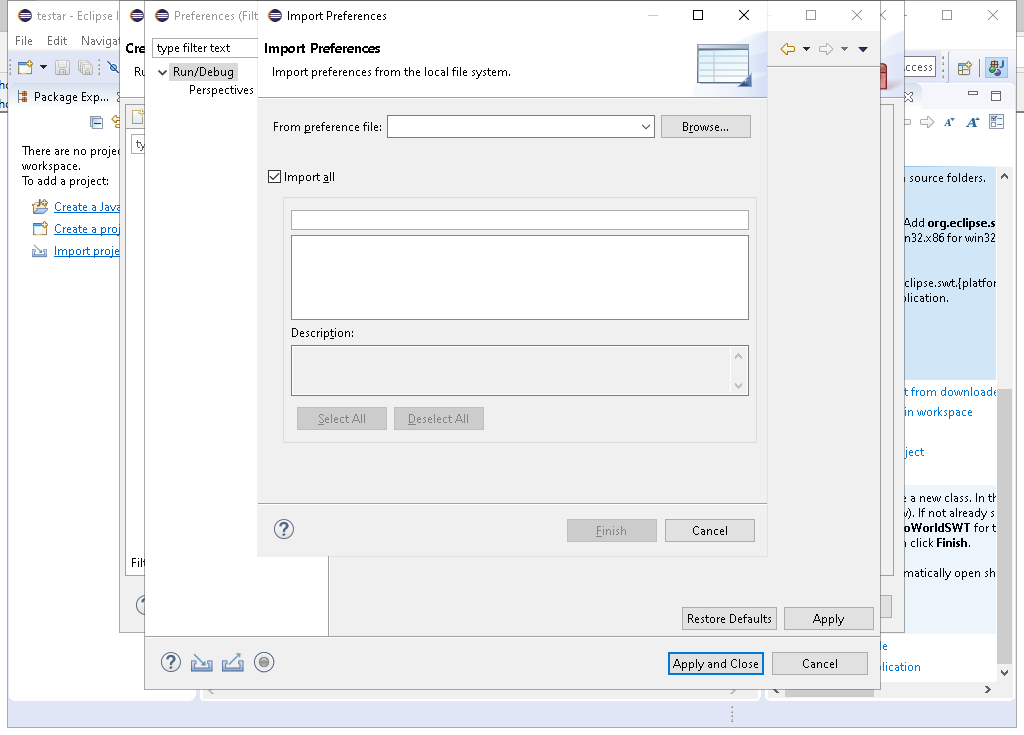 testar - Eclipse I
Preferences (Filt
Import Preferences
File Edit Navigat
Cre
type filter text
Import Preferences
Ru
Run/Debug
Import preferences from the local file system.
ccess
Package Exp...
Perspectives
From preference file:
Browse...
ty
There are no projec
workspace.
To add a project:
Import all
source folders.
Create a Java
Create a proj
Import proje
Add org.eclipse.s
n32.x86 for win32
clipse.swt.{platfor
plication.
Description:
t from downloade
in workspace
Select All
Deselect All
ject
e a new class. In th
v). If not already s
oWorldSWT for t
click Finish.
Finish
Cancel
Filt
matically open sh
Restore Defaults
Apply
le
Apply and Close
Cancel
plication